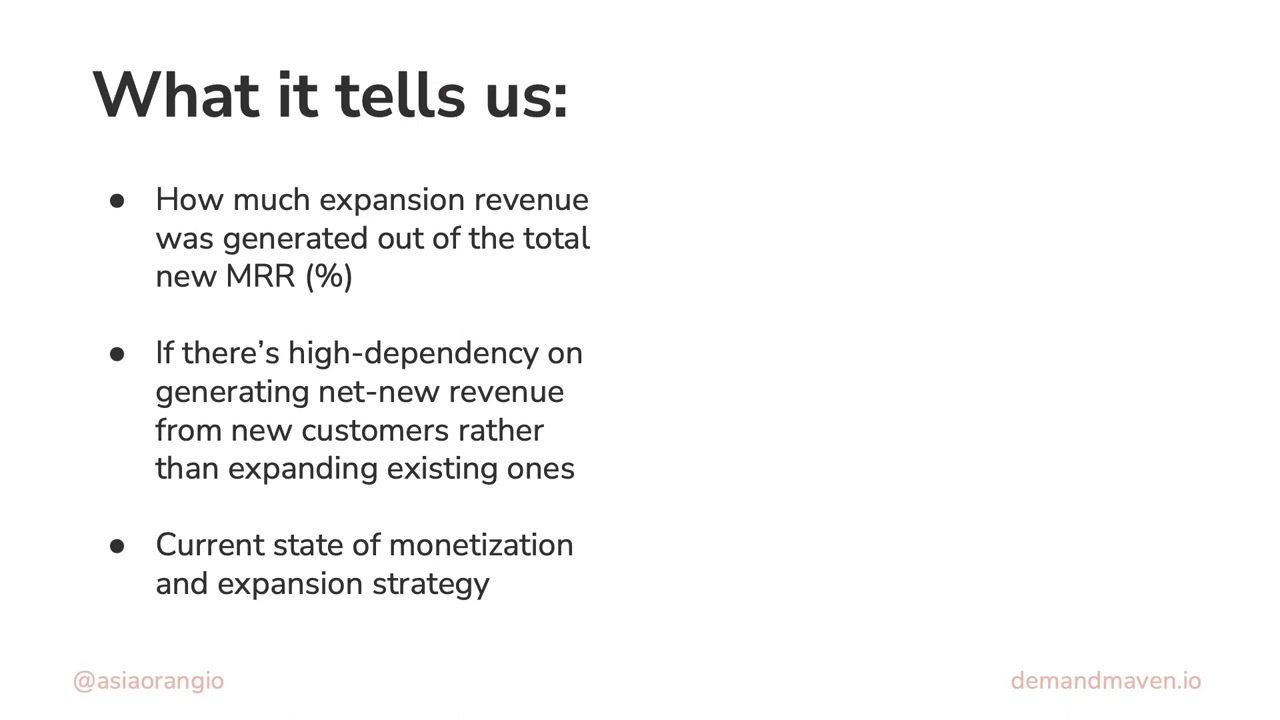 What it tells us:
● How much expansion revenue
was generated out of the total
new MRR (%)
● If there’s high-dependency on
generating net-new revenue
from new customers rather
than expanding existing ones
● Current state of monetization
and expansion strategy
@asiaorangio
demandmaven.io